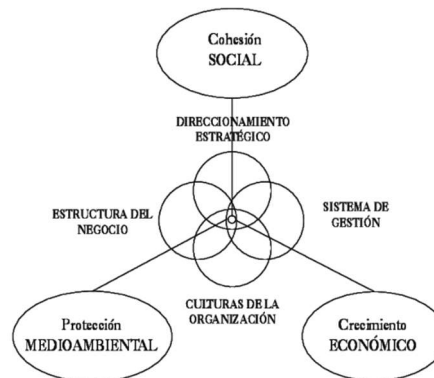 Cohesión
SOCIAL
DIRECCIONAMIENTO
ESTRATÉGICO
ESTRUCTURA DEL
NEGOCIO
SISTEMA DE
GESTIÓN
CULTURAS DE LA
ORGANIZACIÓN
Protección
MEDIOAMBIENTAL
Crecimiento
ECONÓMICO